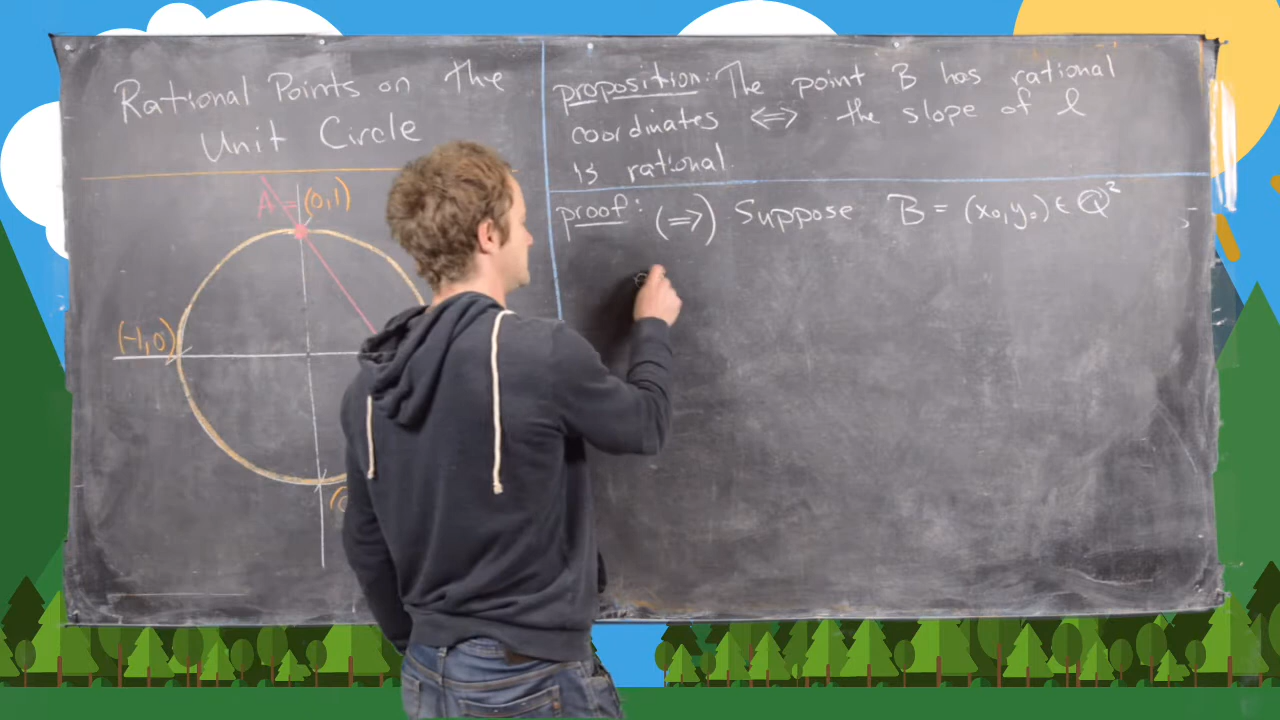 Rational Points on the
Unit Circle
A = (0,1)
(-1,0)
(
proposition: The point B has rational
coordinates <=> the slope of l
is rational.
proof: (=>) Suppose B = (x₀,y₀) ∈ ℚ²